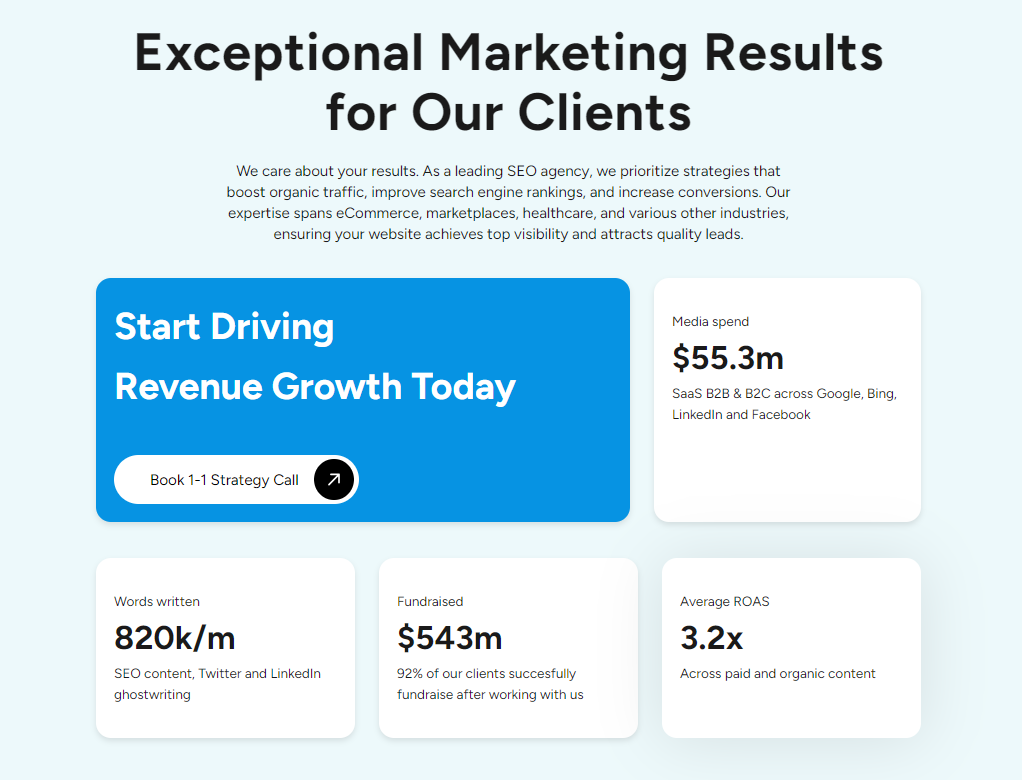 Exceptional Marketing Results
for Our Clients
We care about your results. As a leading SEO agency, we prioritize strategies that
boost organic traffic, improve search engine rankings, and increase conversions. Our
expertise spans eCommerce, marketplaces, healthcare, and various other industries,
ensuring your website achieves top visibility and attracts quality leads.
Start Driving
Revenue Growth Today
Book 1-1 Strategy Call
Media spend
$55.3m
SaaS B2B & B2C across Google, Bing,
LinkedIn and Facebook
Words written
820k/m
SEO content, Twitter and LinkedIn
ghostwriting
Fundraised
$543m
92% of our clients succesfully
fundraise after working with us
Average ROAS
3.2x
Across paid and organic content